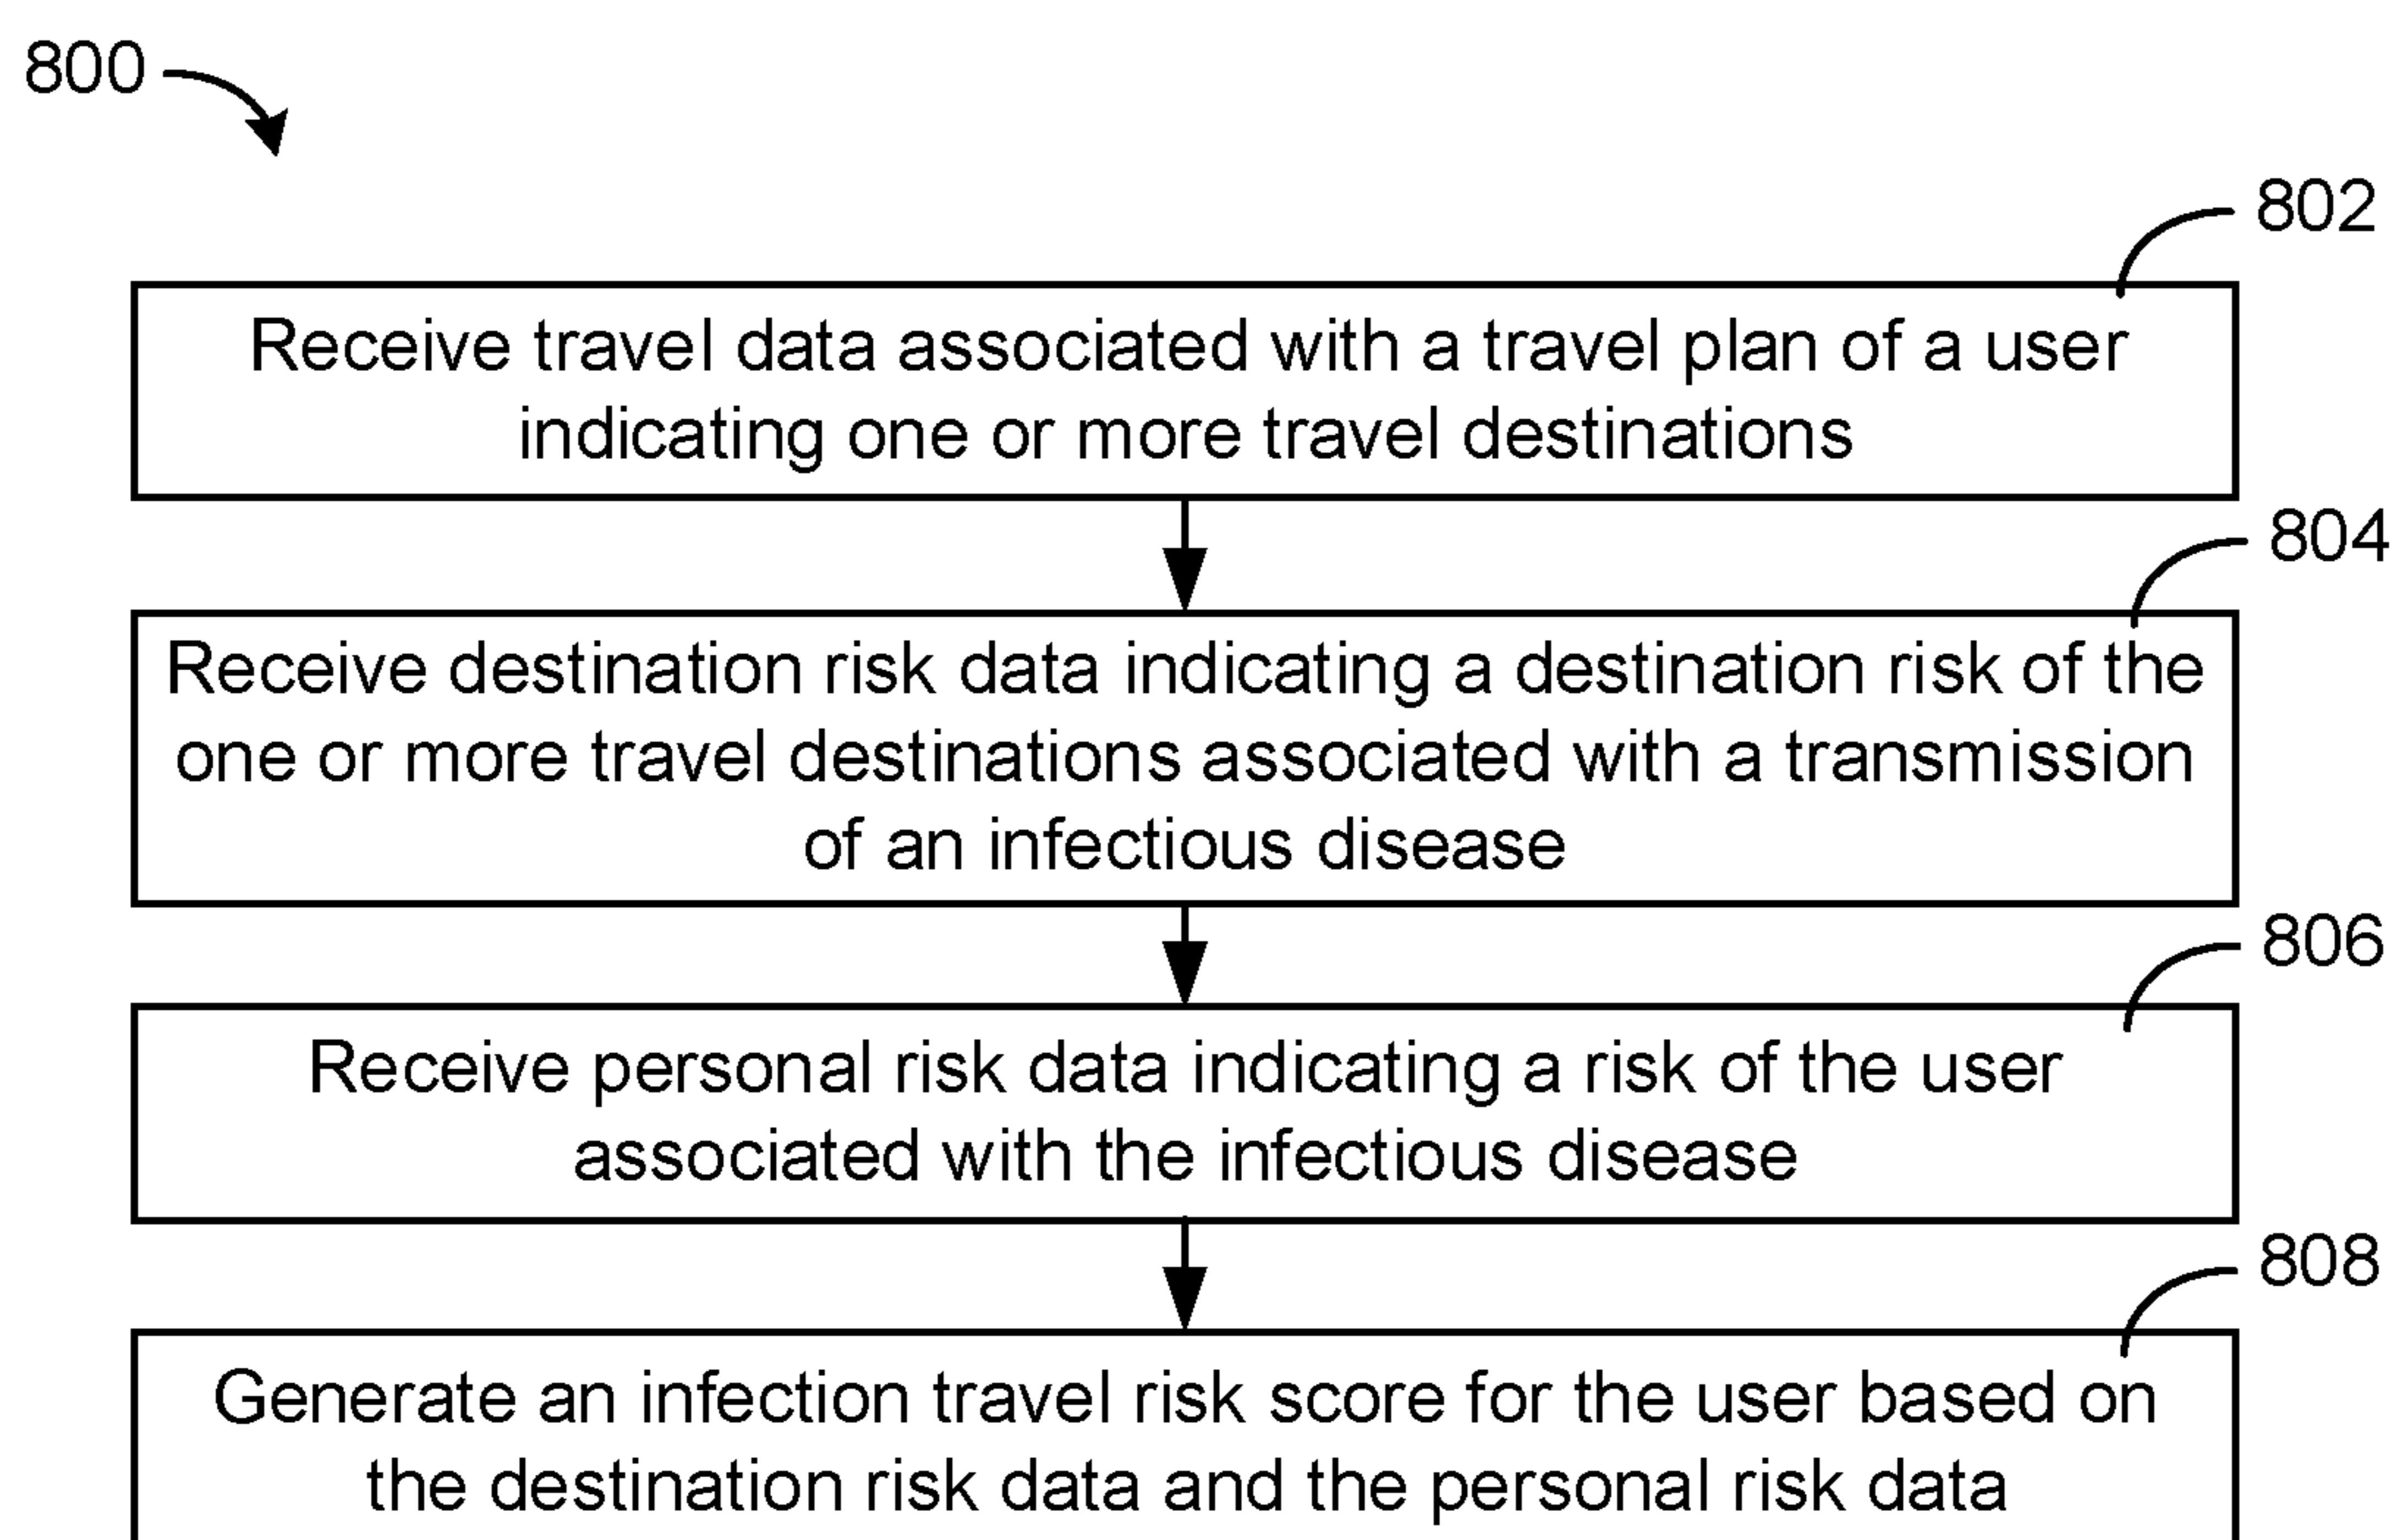 800
802
Receive travel data associated with a travel plan of a user
indicating one or more travel destinations
804
Receive destination risk data indicating a destination risk of the
one or more travel destinations associated with a transmission
of an infectious disease
806
Receive personal risk data indicating a risk of the user
associated with the infectious disease
808
Generate an infection travel risk score for the user based on
the destination risk data and the personal risk data